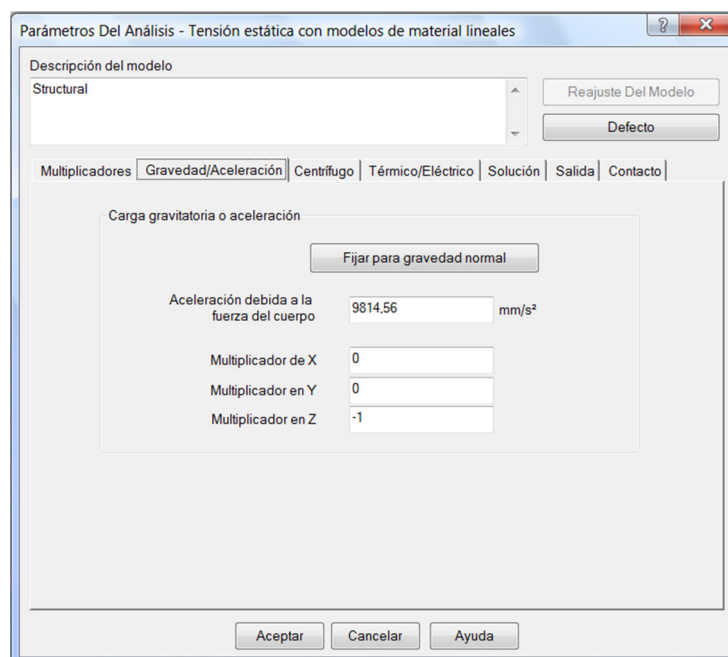 Parámetros Del Análisis - Tensión estática con modelos de material lineales
Descripción del modelo
Structural
Reajuste Del Modelo
Defecto
Multiplicadores Gravedad/Aceleración Centrífugo Térmico/Eléctrico Solución Salida Contacto
Carga gravitatoria o aceleración
Fijar para gravedad normal
Aceleración debida a la
fuerza del cuerpo
9814,56 mm/s²
Multiplicador de X 0
Multiplicador en Y 0
Multiplicador en Z -1
Aceptar Cancelar Ayuda